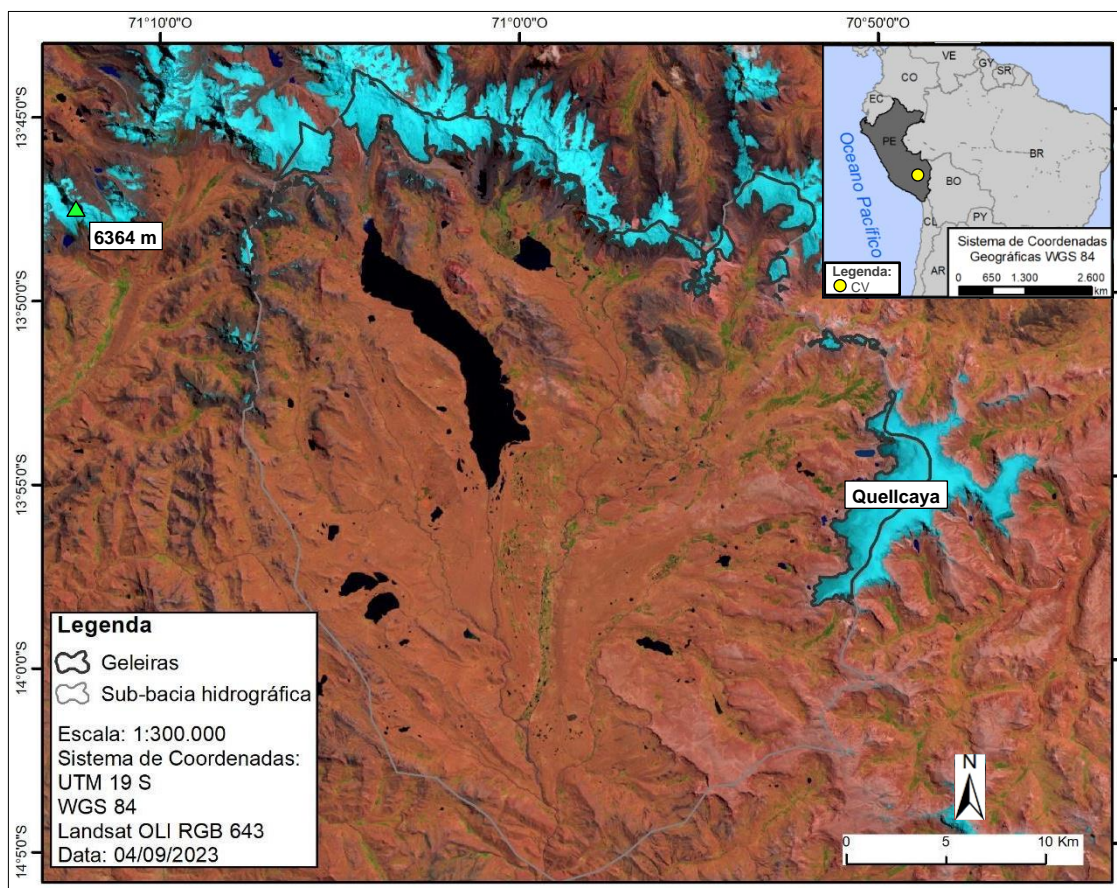 71°10'0"O
71°0'0"O
70°50'0"O
13°45'0"S
13°50'0"S
13°55'0"S
14°0'0"S
14°5'0"S
6364 m
Quellcaya
VE
GY
SR
CO
EC
PE
BR
BO
CL
PY
AR
Oceano Pacífico
Legenda:
CV
Sistema de Coordenadas
Geográficas WGS 84
0 650 1.300 2.600
km
Legenda
Geleiras
Sub-bacia hidrográfica
Escala: 1:300.000
Sistema de Coordenadas:
UTM 19 S
WGS 84
Landsat OLI RGB 643
Data: 04/09/2023
N
0 5 10 Km